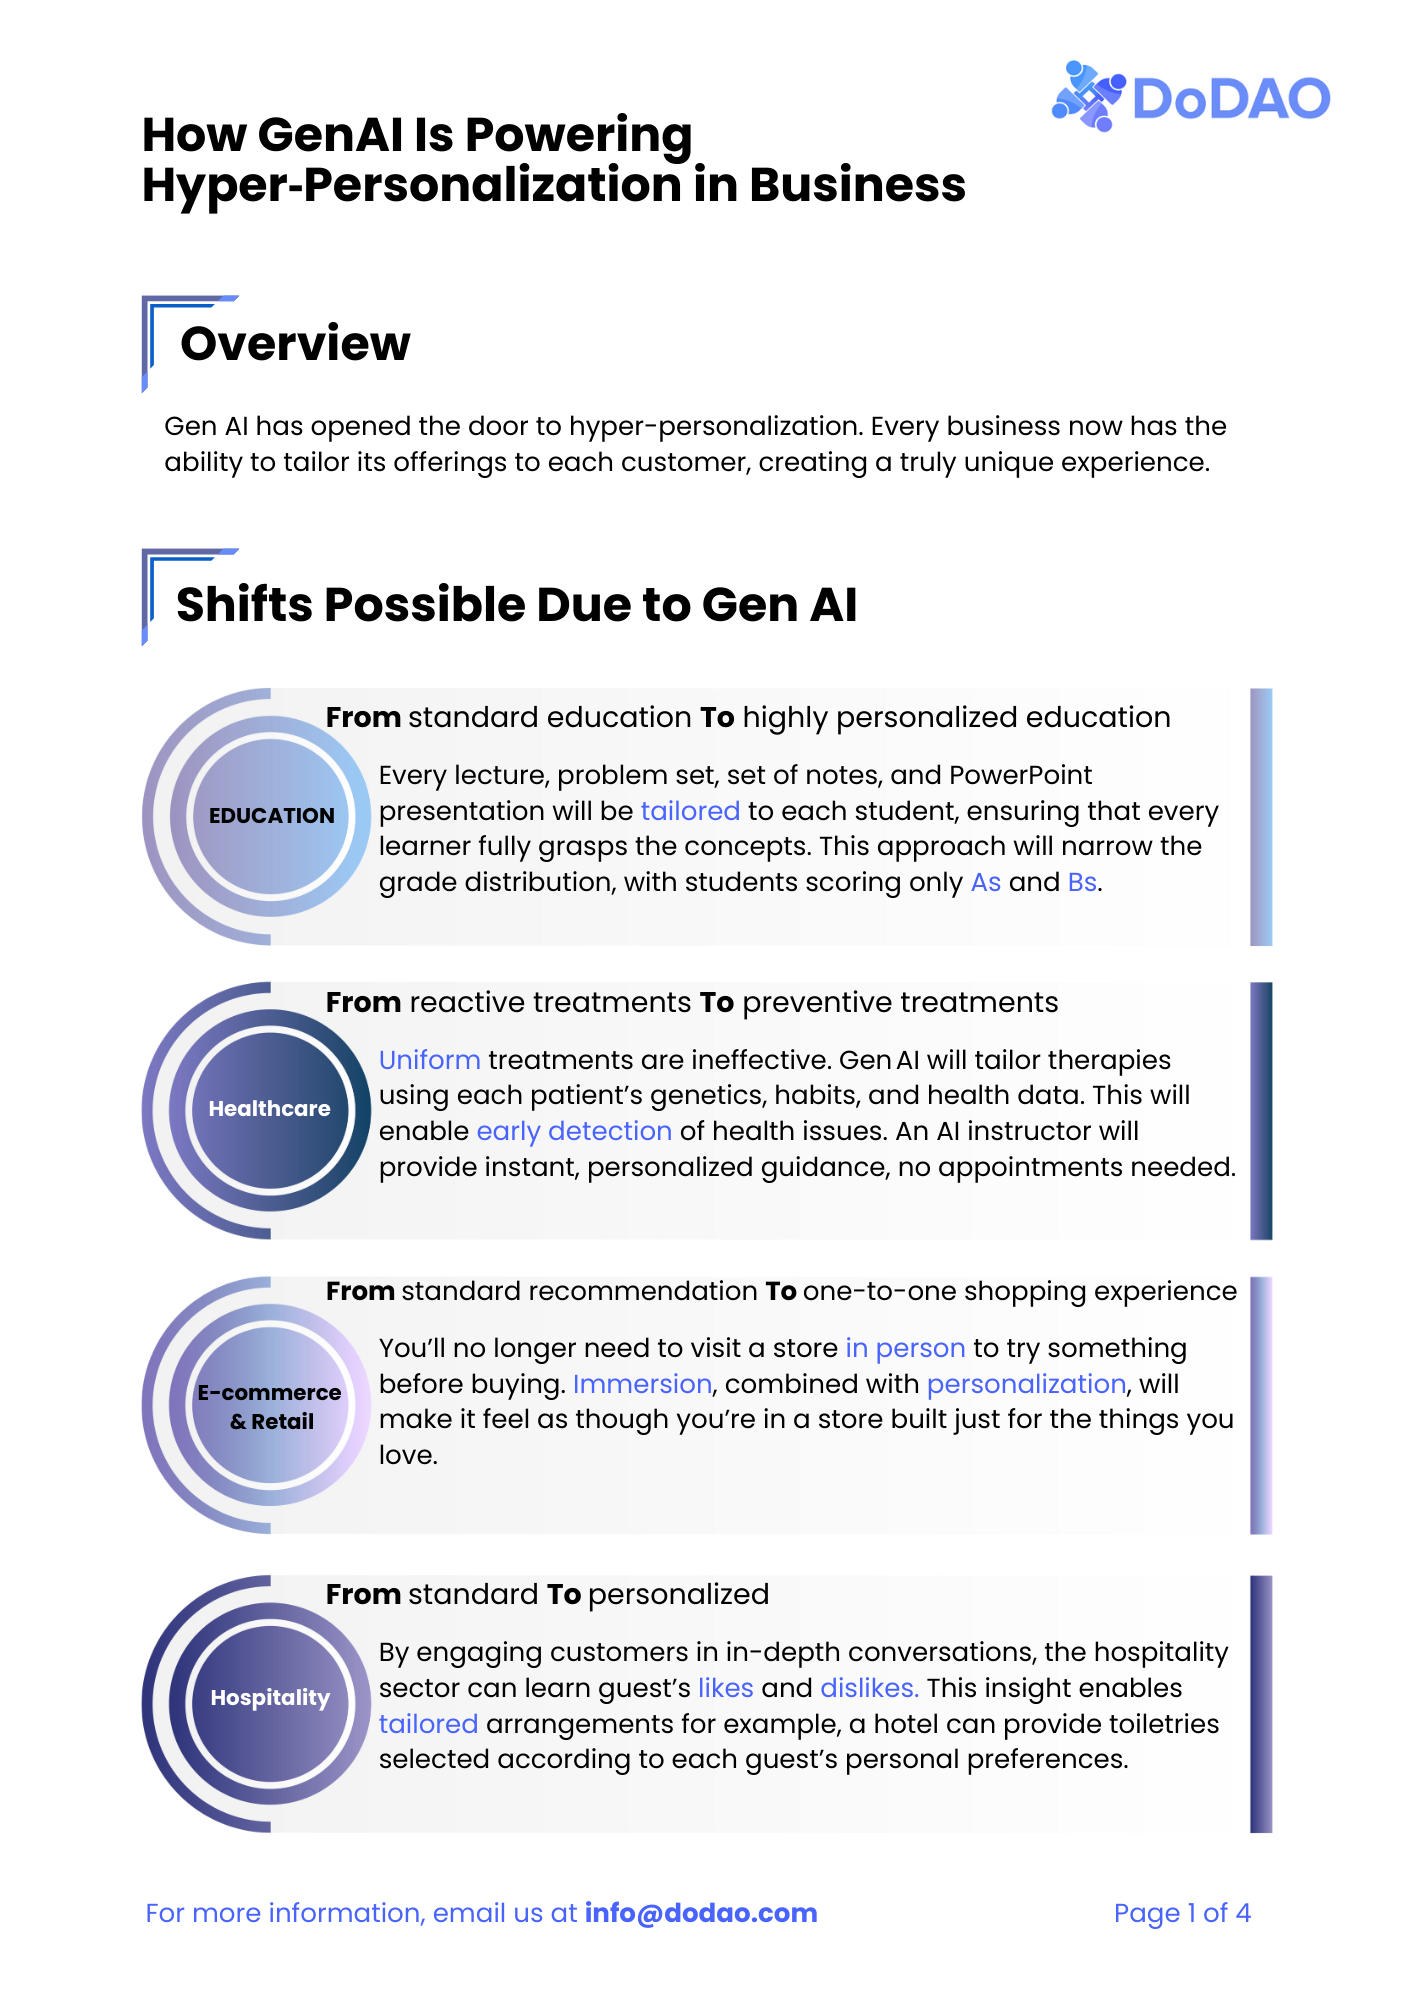 DoDAO
How GenAI Is Powering
Hyper-Personalization in Business
Overview
Gen AI has opened the door to hyper-personalization. Every business now has the
ability to tailor its offerings to each customer, creating a truly unique experience.
Shifts Possible Due to Gen AI
EDUCATION
From standard education To highly personalized education
Every lecture, problem set, set of notes, and PowerPoint
presentation will be tailored to each student, ensuring that every
learner fully grasps the concepts. This approach will narrow the
grade distribution, with students scoring only As and Bs.
Healthcare
From reactive treatments To preventive treatments
Uniform treatments are ineffective. Gen AI will tailor therapies
using each patient’s genetics, habits, and health data. This will
enable early detection of health issues. An AI instructor will
provide instant, personalized guidance, no appointments needed.
E-commerce
& Retail
From standard recommendation To one-to-one shopping experience
You’ll no longer need to visit a store in person to try something
before buying. Immersion, combined with personalization, will
make it feel as though you’re in a store built just for the things you
love.
Hospitality
From standard To personalized
By engaging customers in in-depth conversations, the hospitality
sector can learn guest’s likes and dislikes. This insight enables
tailored arrangements for example, a hotel can provide toiletries
selected according to each guest’s personal preferences.
For more information, email us at info@dodao.com
Page 1 of 4